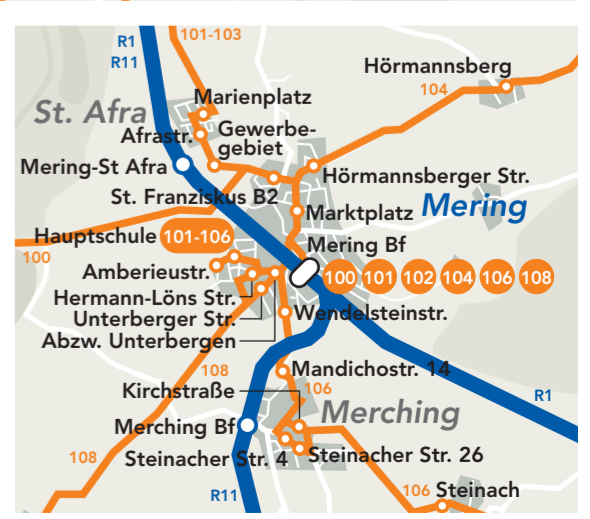 R1
R11
101-103
Hörmannsberg
104
St. Afra
Marienplatz
Afrastr.
Gewerbe-
gebiet
Mering-St Afra
Hörmannsberger Str.
St. Franziskus B2
Marktplatz
Mering
Hauptschule 101-106
Mering Bf
100
Amberieustr.
100 101 102 104 106 108
Hermann-Löns Str.
Unterberger Str.
Wendelsteinstr.
Abzw. Unterbergen
108
Mandichostr. 14
Kirchstraße
106
R1
Merching
Merching Bf
108
Steinacher Str. 4
Steinacher Str. 26
R11
106
Steinach